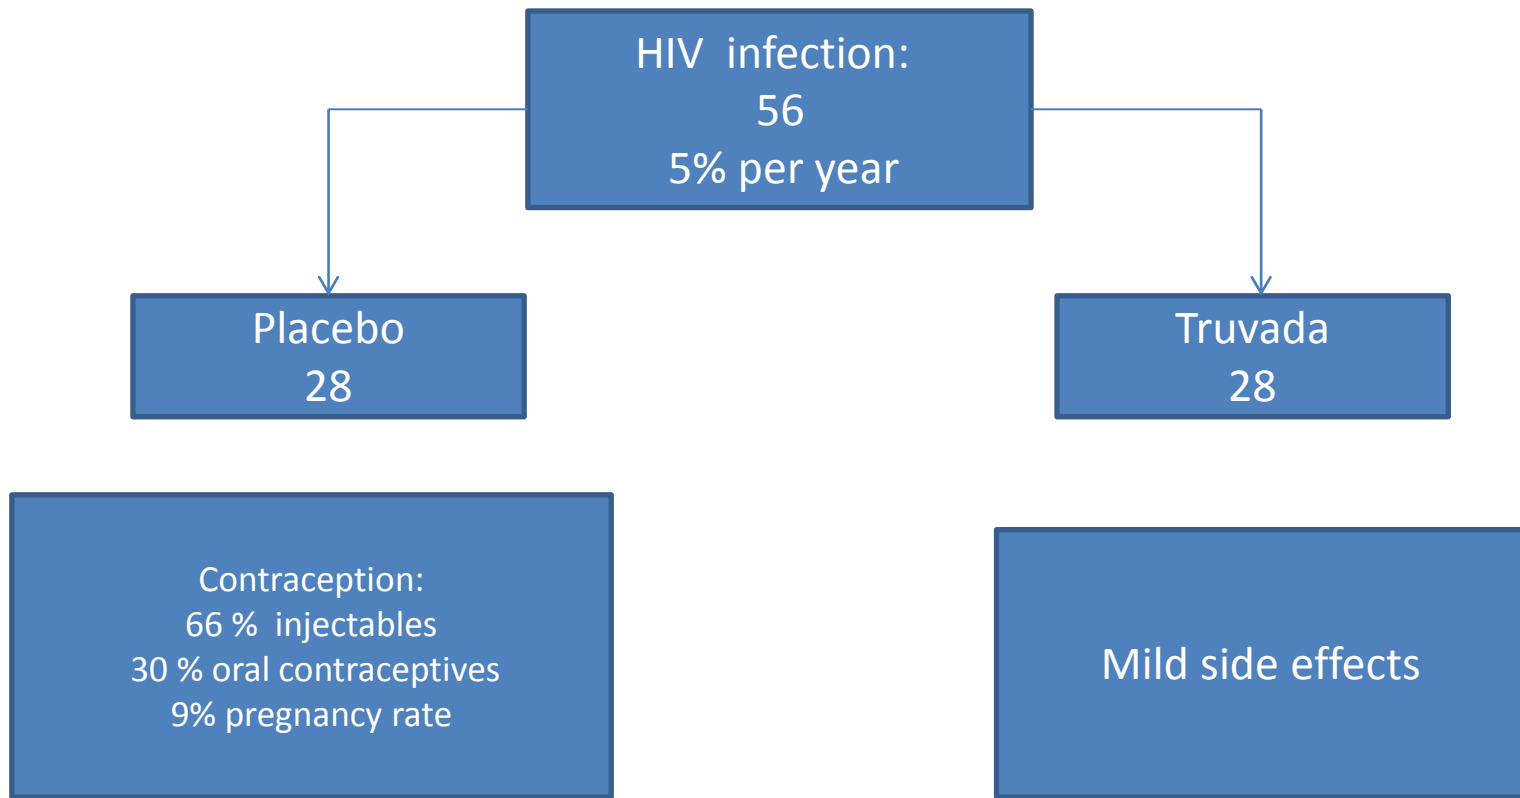 HIV  infection:
56
5% per year
Placebo
28
Truvada
28
Contraception:
66 %  injectables
30 % oral contraceptives
9% pregnancy rate
Mild side effects